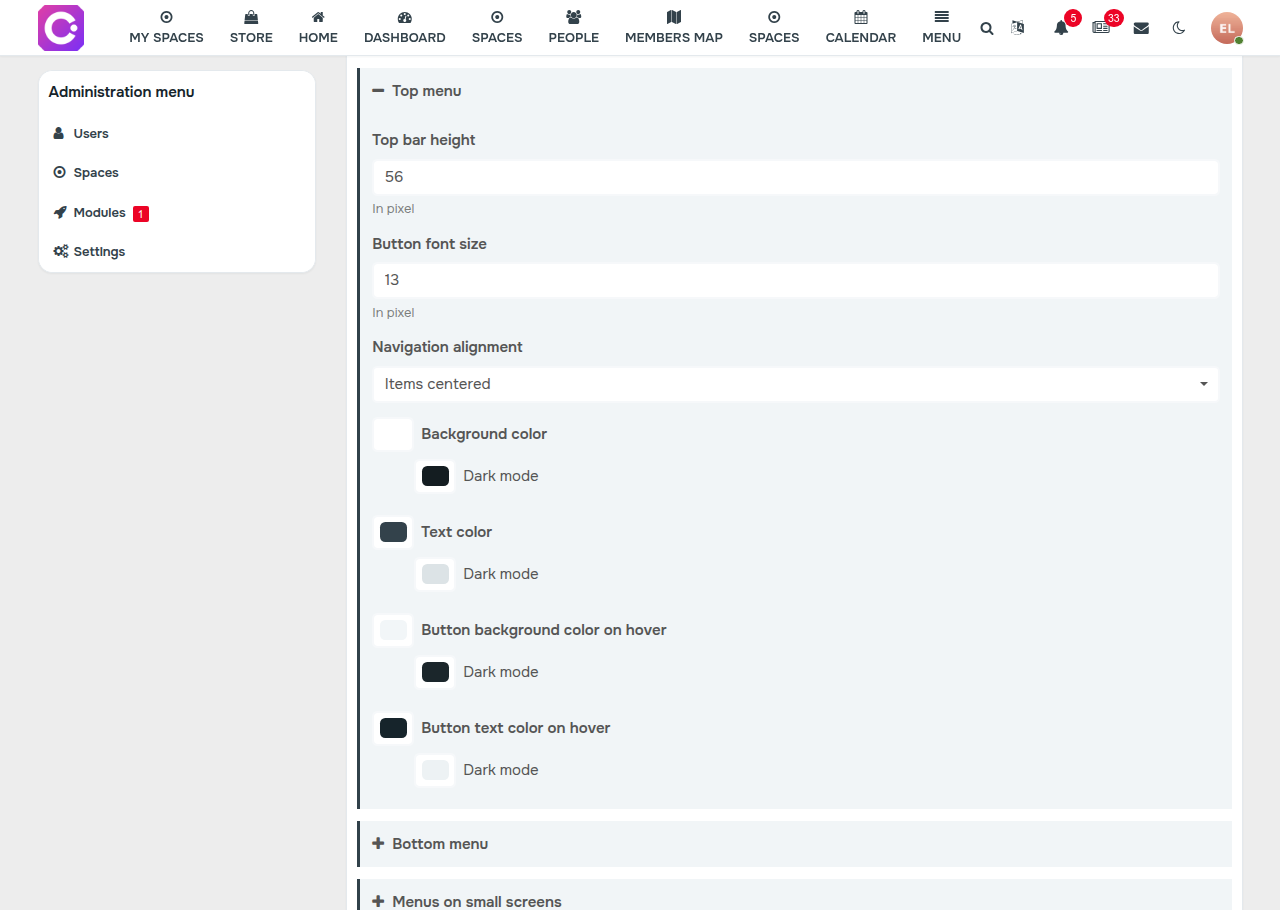 MY SPACES STORE HOME DASHBOARD SPACES PEOPLE MEMBERS MAP SPACES CALENDAR MENU 5 33 EL
Administration menu
Users
Spaces
Modules 1
Settings
Top menu
Top bar height
56
In pixel
Button font size
13
In pixel
Navigation alignment
Items centered
Background color
Dark mode
Text color
Dark mode
Button background color on hover
Dark mode
Button text color on hover
Dark mode
Bottom menu
Menus on small screens